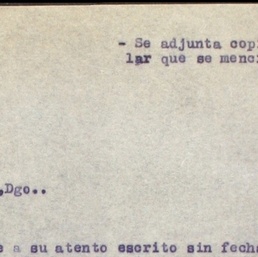 - Se adjunta copi
lar que se menci
,Dgo..
e a su atento escrito sin fecha